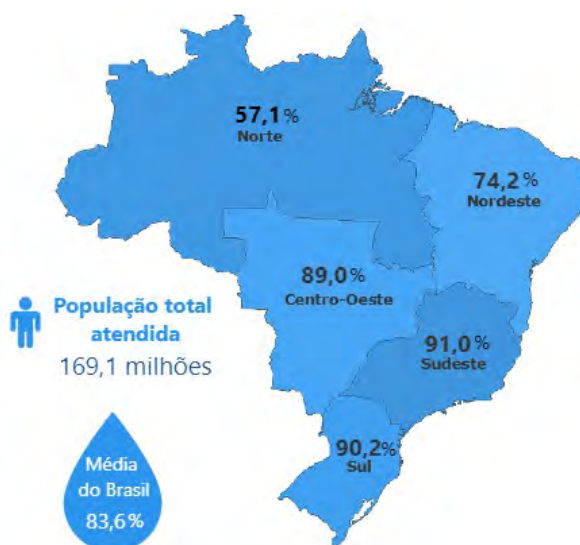 57,1%
Norte
74,2%
Nordeste
89,0%
Centro-Oeste
População total
atendida
169,1 milhões
91,0%
Sudeste
90,2%
Sul
Média
do Brasil
83,6%